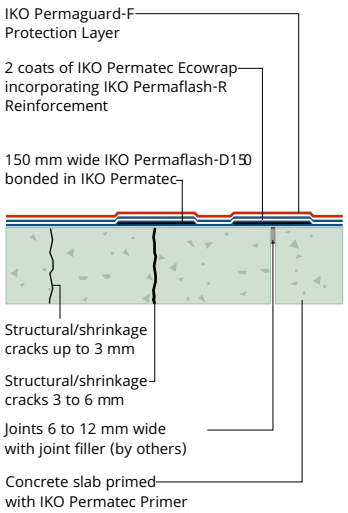 IKO Permaguard-F
Protection Layer
2 coats of IKO Permatec Ecowrap
incorporating IKO Permaflash-R
Reinforcement
150 mm wide IKO Permaflash-D150
bonded in IKO Permatec
Structural/shrinkage
cracks up to 3 mm
Structural/shrinkage
cracks 3 to 6 mm
Joints 6 to 12 mm wide
with joint filler (by others)
Concrete slab primed
with IKO Permatec Primer